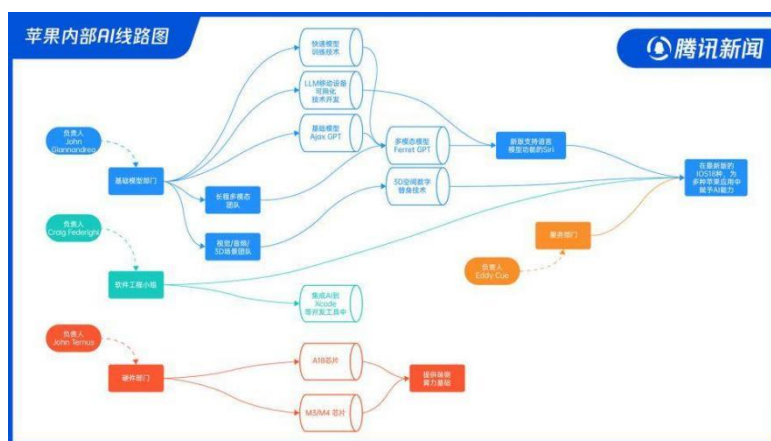 苹果内部AI线路图
腾讯新闻
快速模型
训练技术
LLM移动设备
可限化
技术开发
基础模型
Ajax GPT
多模态模型
Ferret GPT
新版支持语言
模型功能的Siri
在最新版的
IOS18种，为
多种苹果应用中
赋予AI能力
负责人
John
Giannandrea
基础模型部门
长程多模态
团队
3D空间数字
替身技术
视觉/音频/
3D场景团队
负责人
Craig Federighi
软件工程小组
服务部门
负责人
Eddy Cue
集成AI到
Xcode
等开发工具中
负责人
John Ternus
硬件部门
A18芯片
M3/M4 芯片
提供端侧
算力基础